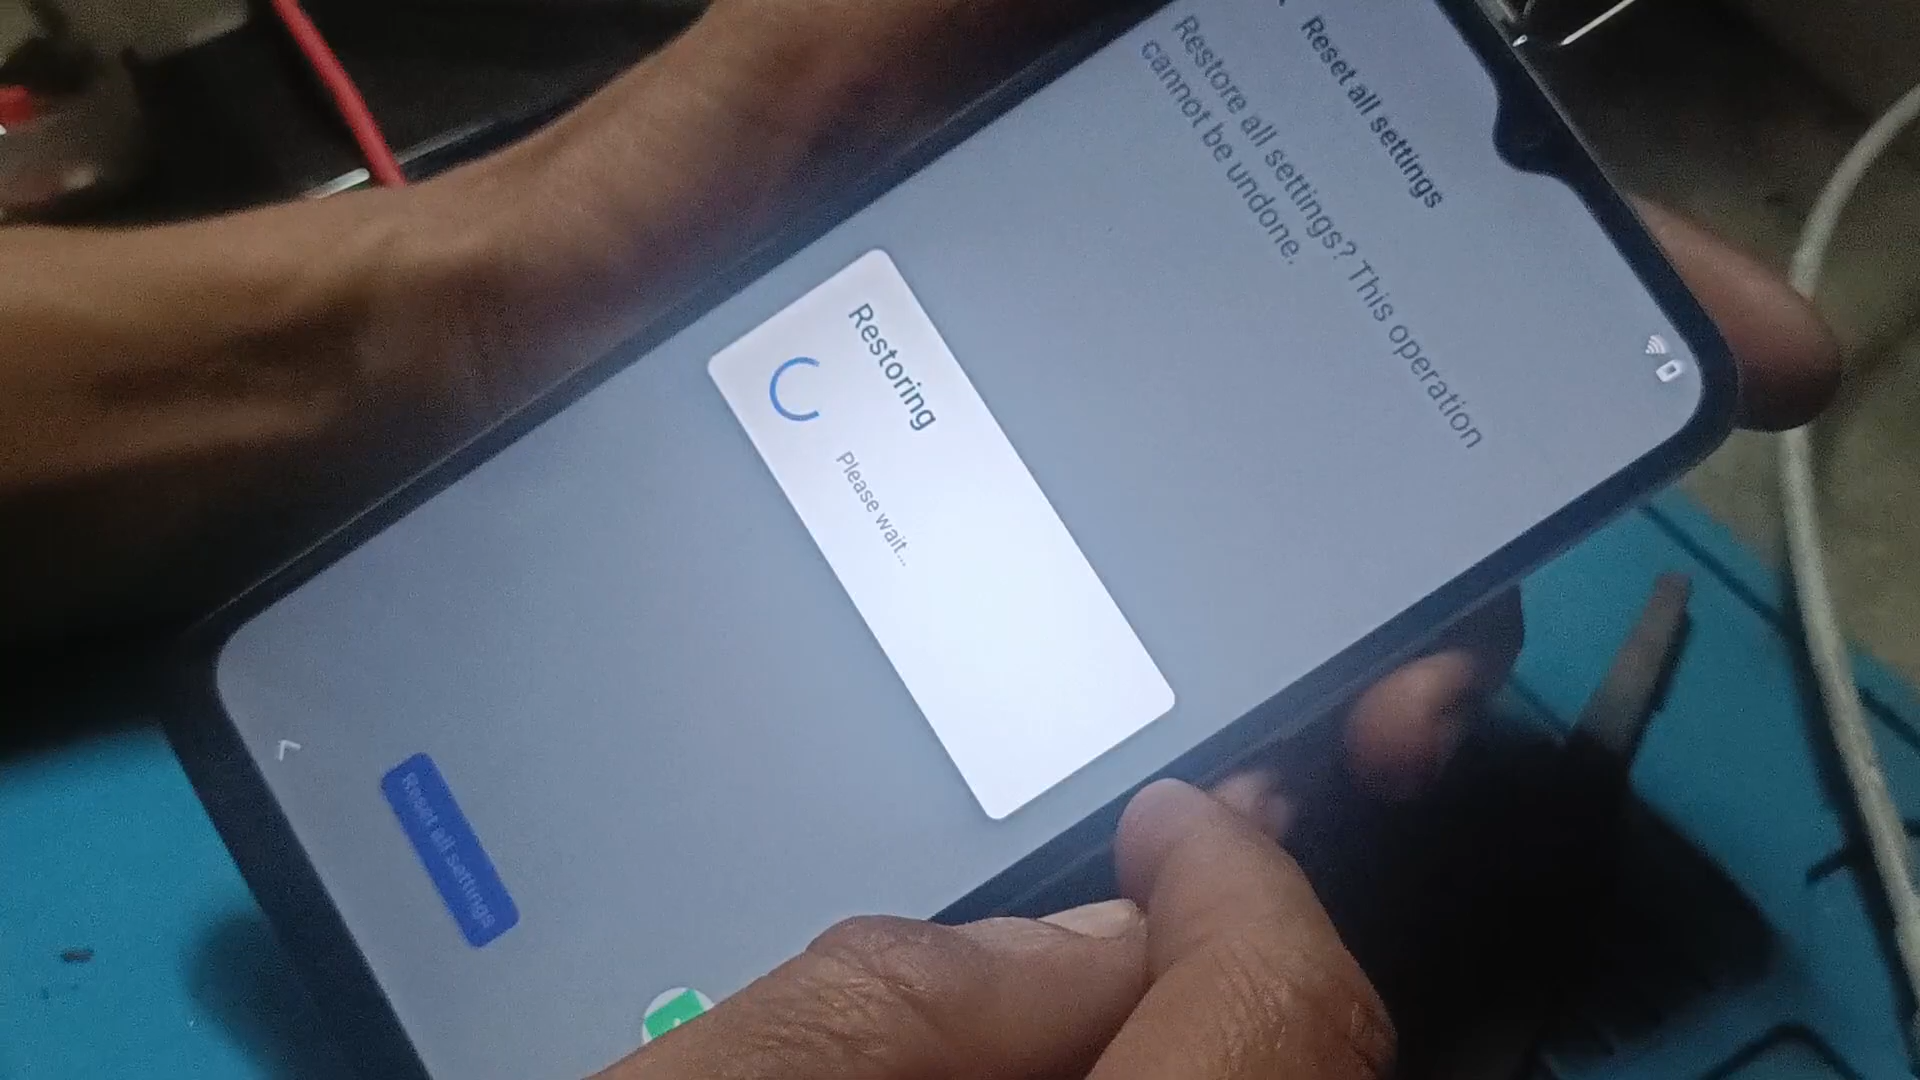 Reset all settings
Restore all settings? This operation
cannot be undone.
Restoring
Please wait...
Reset all settings